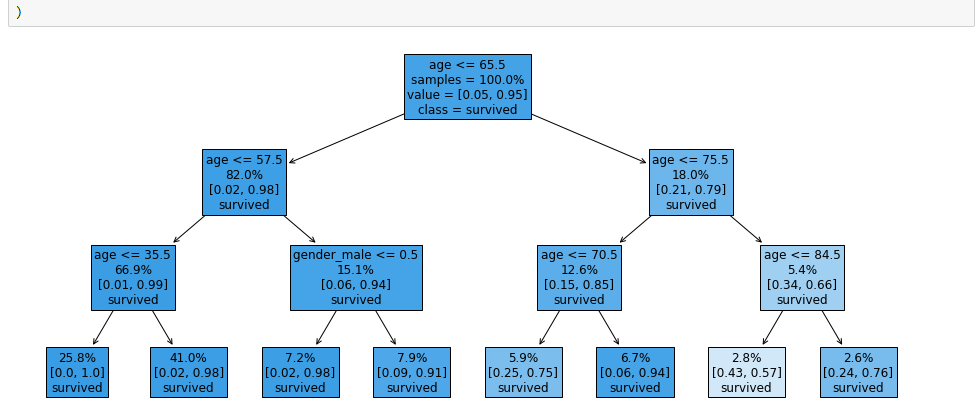 )
age <= 65.5
samples = 100.0%
value = [0.05, 0.95]
class = survived
age <= 57.5
82.0%
[0.02, 0.98]
survived
age <= 75.5
18.0%
[0.21, 0.79]
survived
age <= 35.5
66.9%
[0.01, 0.99]
survived
gender_male <= 0.5
15.1%
[0.06, 0.94]
survived
age <= 70.5
12.6%
[0.15, 0.85]
survived
age <= 84.5
5.4%
[0.34, 0.66]
survived
25.8%
[0.0, 1.0]
survived
41.0%
[0.02, 0.98]
survived
7.2%
[0.02, 0.98]
survived
7.9%
[0.09, 0.91]
survived
5.9%
[0.25, 0.75]
survived
6.7%
[0.06, 0.94]
survived
2.8%
[0.43, 0.57]
survived
2.6%
[0.24, 0.76]
survived